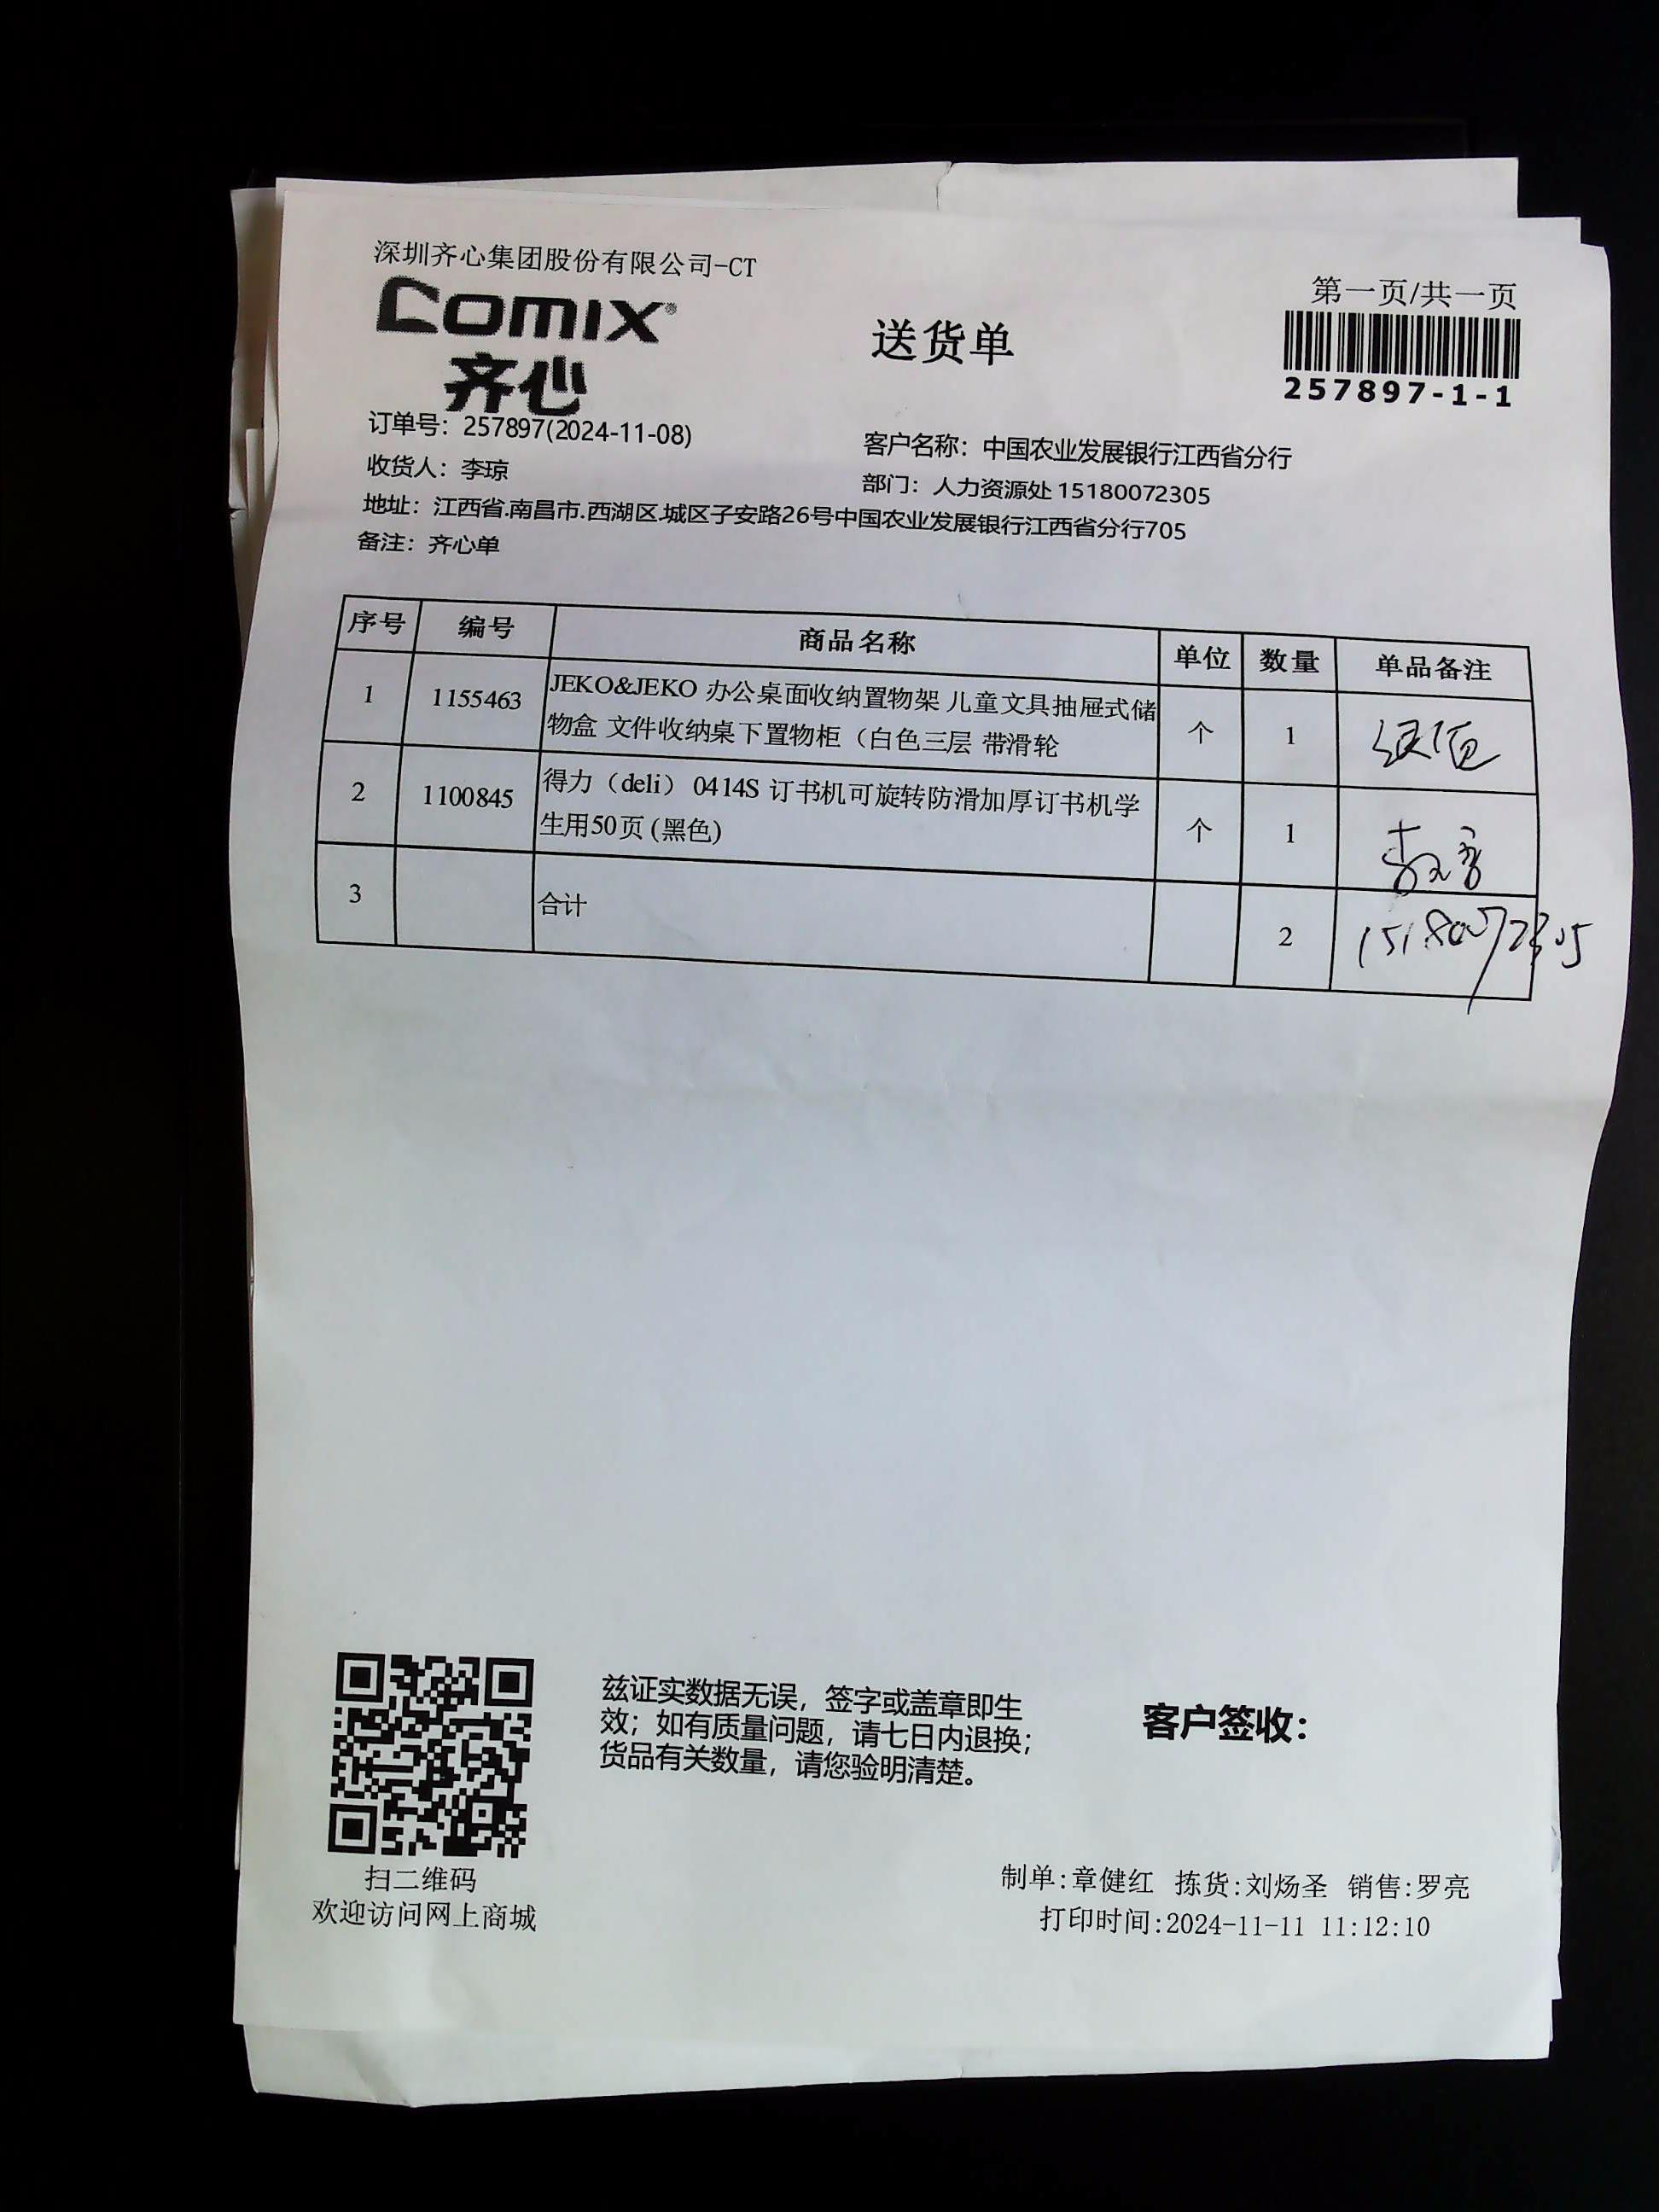 深圳齐心集团股份有限公司-CT
第一页/共一页
COMIX®
齐心
送货单
257897-1-1
订单号：257897(2024-11-08)
客户名称：中国农业发展银行江西省分行
收货人：李琼
部门：人力资源处 15180072305
地址：江西省.南昌市.西湖区.城区子安路26号中国农业发展银行江西省分行705
备注：齐心单
序号 编号 商品名称 单位 数量 单品备注
1 1155463 JEKO&JEKO 办公桌面收纳置物架 儿童文具抽屉式储
物盒 文件收纳桌下置物柜（白色三层 带滑轮 个 1
2 1100845 得力（deli） 0414S 订书机可旋转防滑加厚订书机学
生用50页 (黑色) 个 1
3 合计 2 15180072305
兹证实数据无误，签字或盖章即生
效；如有质量问题，请七日内退换；
货品有关数量，请您验明清楚。
客户签收：
扫二维码
欢迎访问网上商城
制单:章健红 拣货:刘炀圣 销售:罗亮
打印时间:2024-11-11 11:12:10